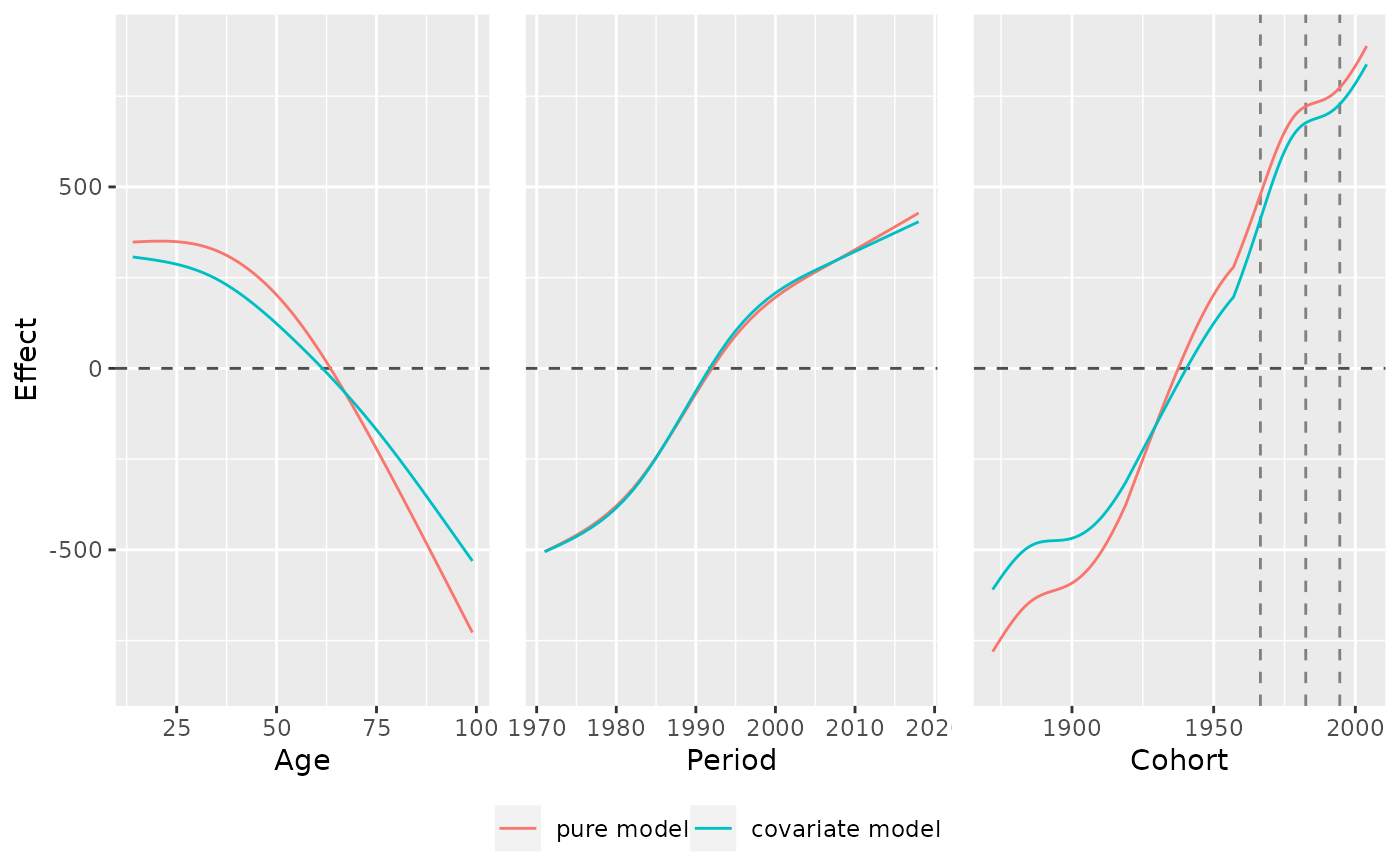 Effect
500
0
-500
25 50 75 100 1970 1980 1990 2000 2010 202 1900 1950 2000
Age Period Cohort
pure model covariate model